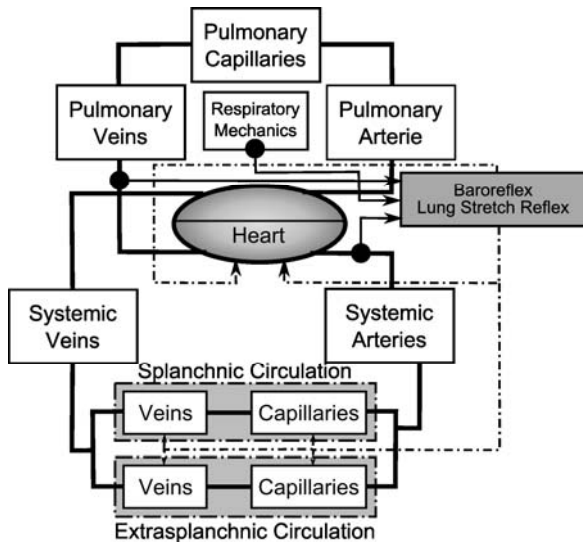 Pulmonary
Capillaries
Pulmonary
Veins
Respiratory
Mechanics
Pulmonary
Arterie
Baroreflex
Lung Stretch Reflex
Heart
Systemic
Veins
Systemic
Arteries
Splanchnic Circulation
Veins
Capillaries
Veins
Capillaries
Extrasplanchnic Circulation